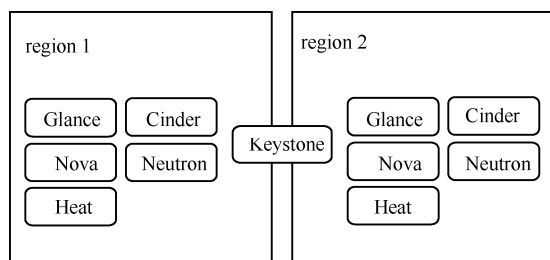 region 1
Glance
Cinder
Nova
Neutron
Heat
Keystone
region 2
Glance
Cinder
Nova
Neutron
Heat